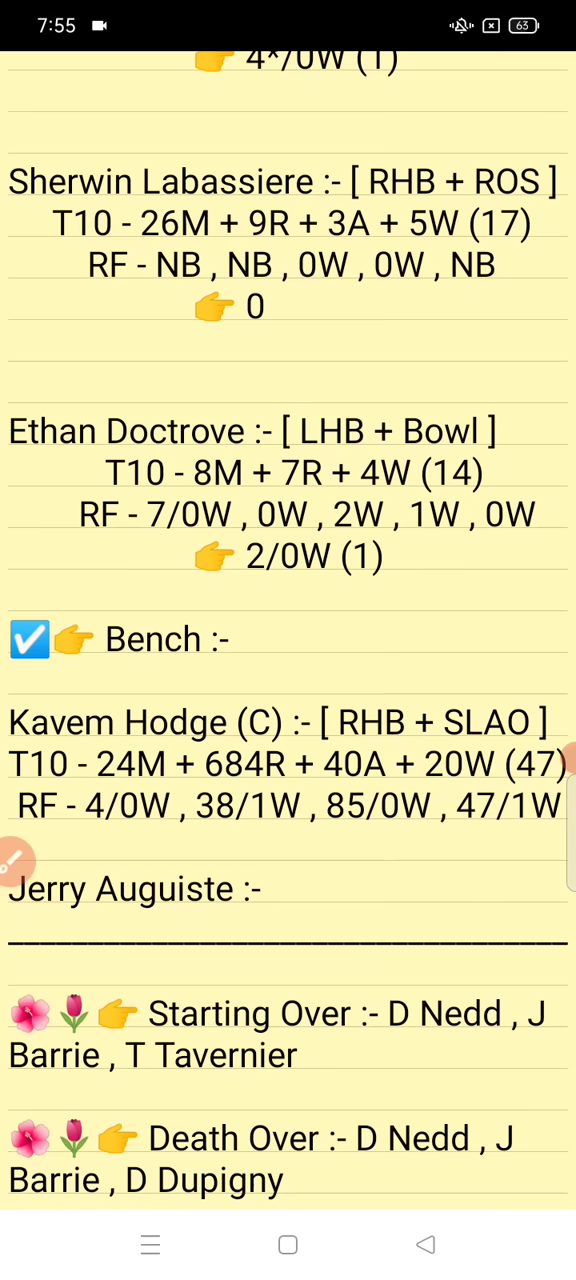 7:55
63
👉 4*/0W (1)
Sherwin Labassiere :- [ RHB + ROS ]
T10 - 26M + 9R + 3A + 5W (17)
RF - NB , NB , 0W , 0W , NB
👉 0
Ethan Doctrove :- [ LHB + Bowl ]
T10 - 8M + 7R + 4W (14)
RF - 7/0W , 0W , 2W , 1W , 0W
👉 2/0W (1)
☑️👉 Bench :-
Kavem Hodge (C) :- [ RHB + SLAO ]
T10 - 24M + 684R + 40A + 20W (47)
RF - 4/0W , 38/1W , 85/0W , 47/1W
Jerry Auguiste :-
🌺🌷👉 Starting Over :- D Nedd , J
Barrie , T Tavernier
🌺🌷👉 Death Over :- D Nedd , J
Barrie , D Dupigny